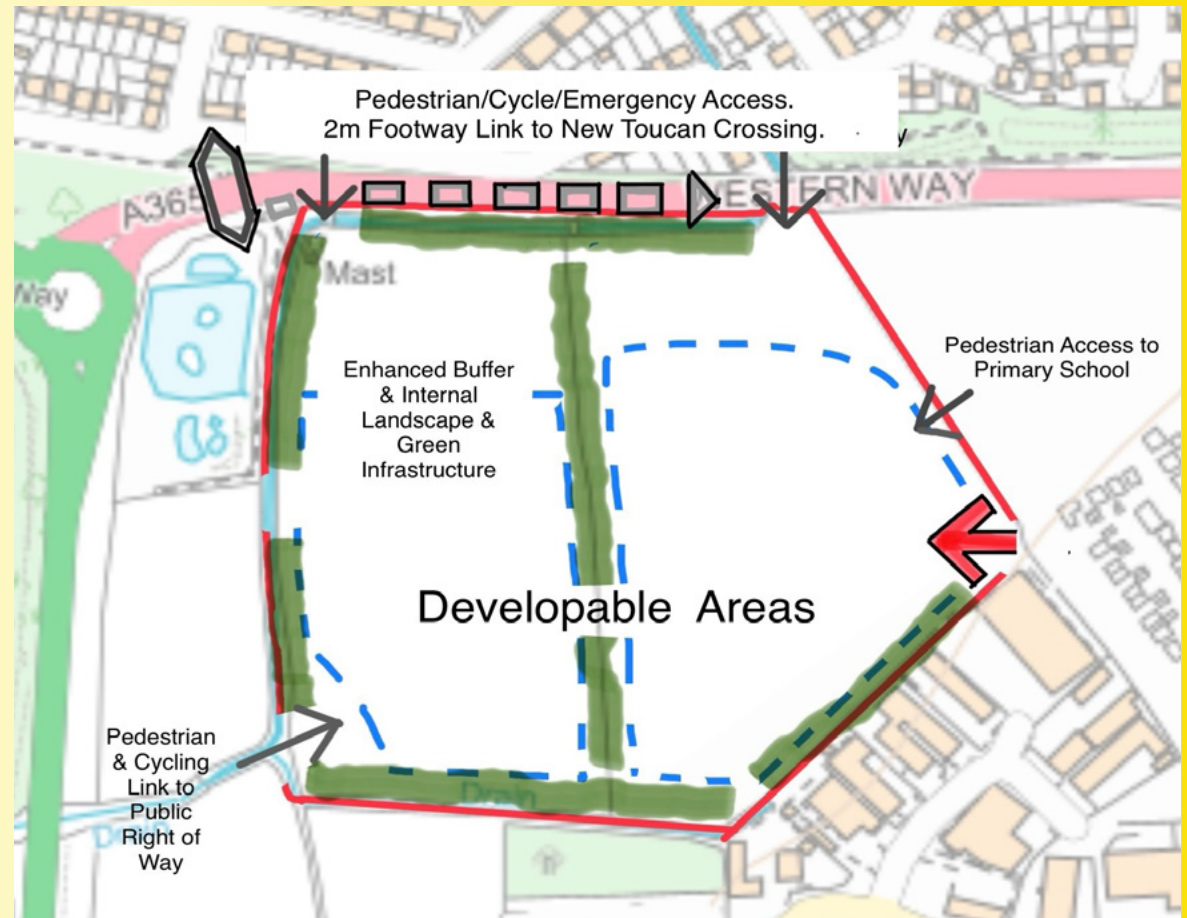 Pedestrian/Cycle/Emergency Access.
2m Footway Link to New Toucan Crossing.
y
A365
WESTERN WAY
Way
Mast
Pedestrian Access to
Primary School
Enhanced Buffer
& Internal
Landscape &
Green
Infrastructure
Developable Areas
Pedestrian
& Cycling
Link to
Public
Right of
Way
Drain
Drain